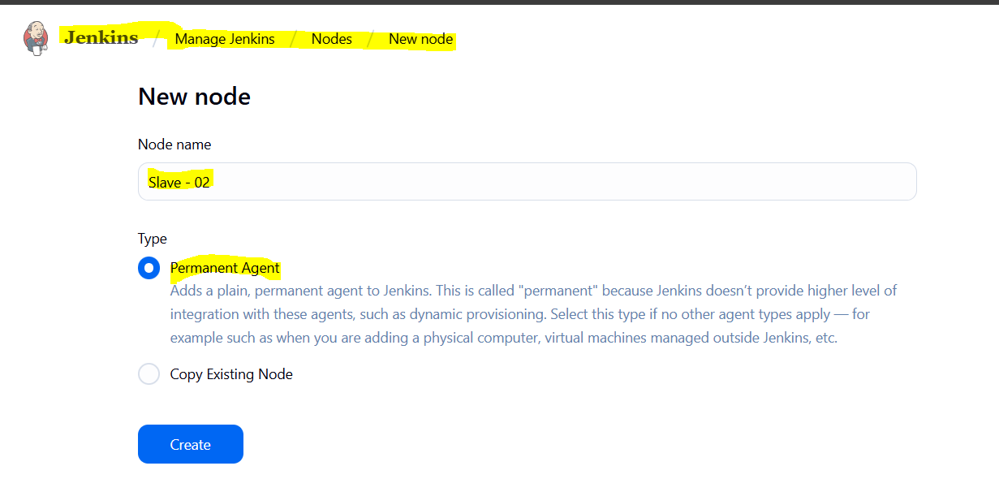 Jenkins / Manage Jenkins / Nodes / New node
New node
Node name
Slave - 02
Type
Permanent Agent
Adds a plain, permanent agent to Jenkins. This is called "permanent" because Jenkins doesn’t provide higher level of
integration with these agents, such as dynamic provisioning. Select this type if no other agent types apply — for
example such as when you are adding a physical computer, virtual machines managed outside Jenkins, etc.
Copy Existing Node
Create